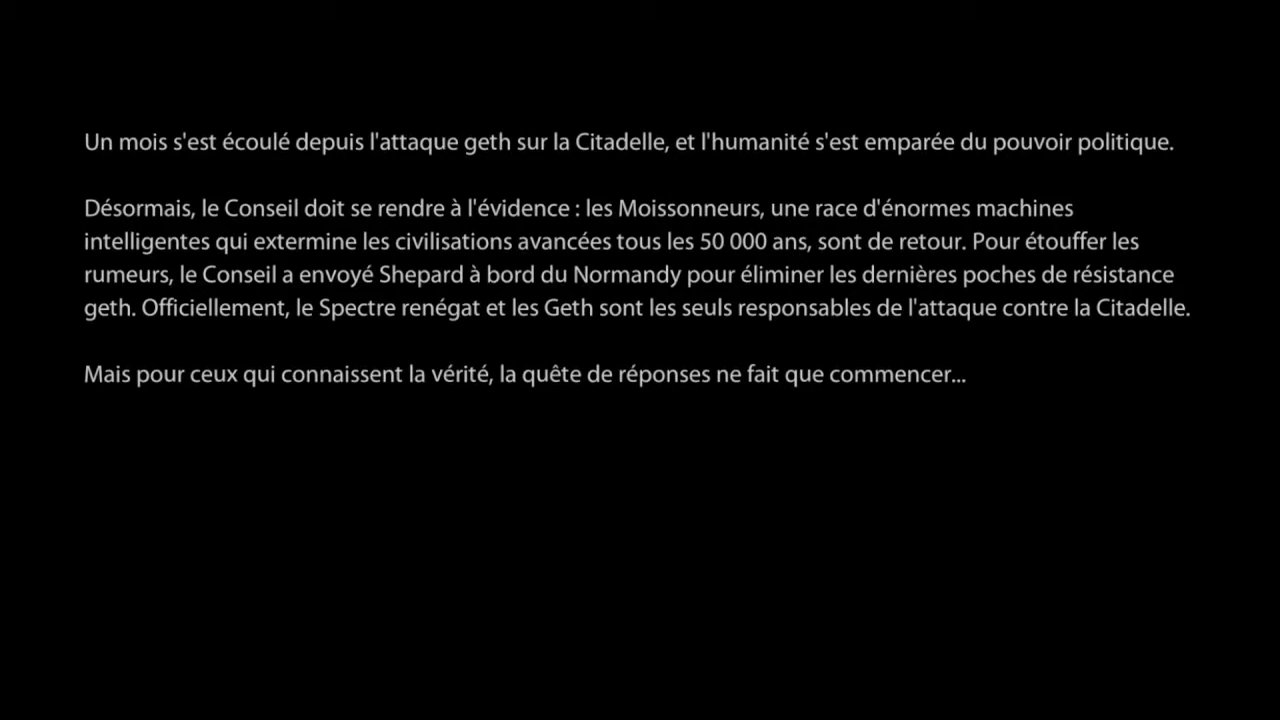 Un mois s'est écoulé depuis l'attaque geth sur la Citadelle, et l'humanité s'est emparée du pouvoir politique.
Désormais, le Conseil doit se rendre à l'évidence : les Moissonneurs, une race d'énormes machines
intelligentes qui extermine les civilisations avancées tous les 50 000 ans, sont de retour. Pour étouffer les
rumeurs, le Conseil a envoyé Shepard à bord du Normandy pour éliminer les dernières poches de résistance
geth. Officiellement, le Spectre renégat et les Geth sont les seuls responsables de l'attaque contre la Citadelle.
Mais pour ceux qui connaissent la vérité, la quête de réponses ne fait que commencer...